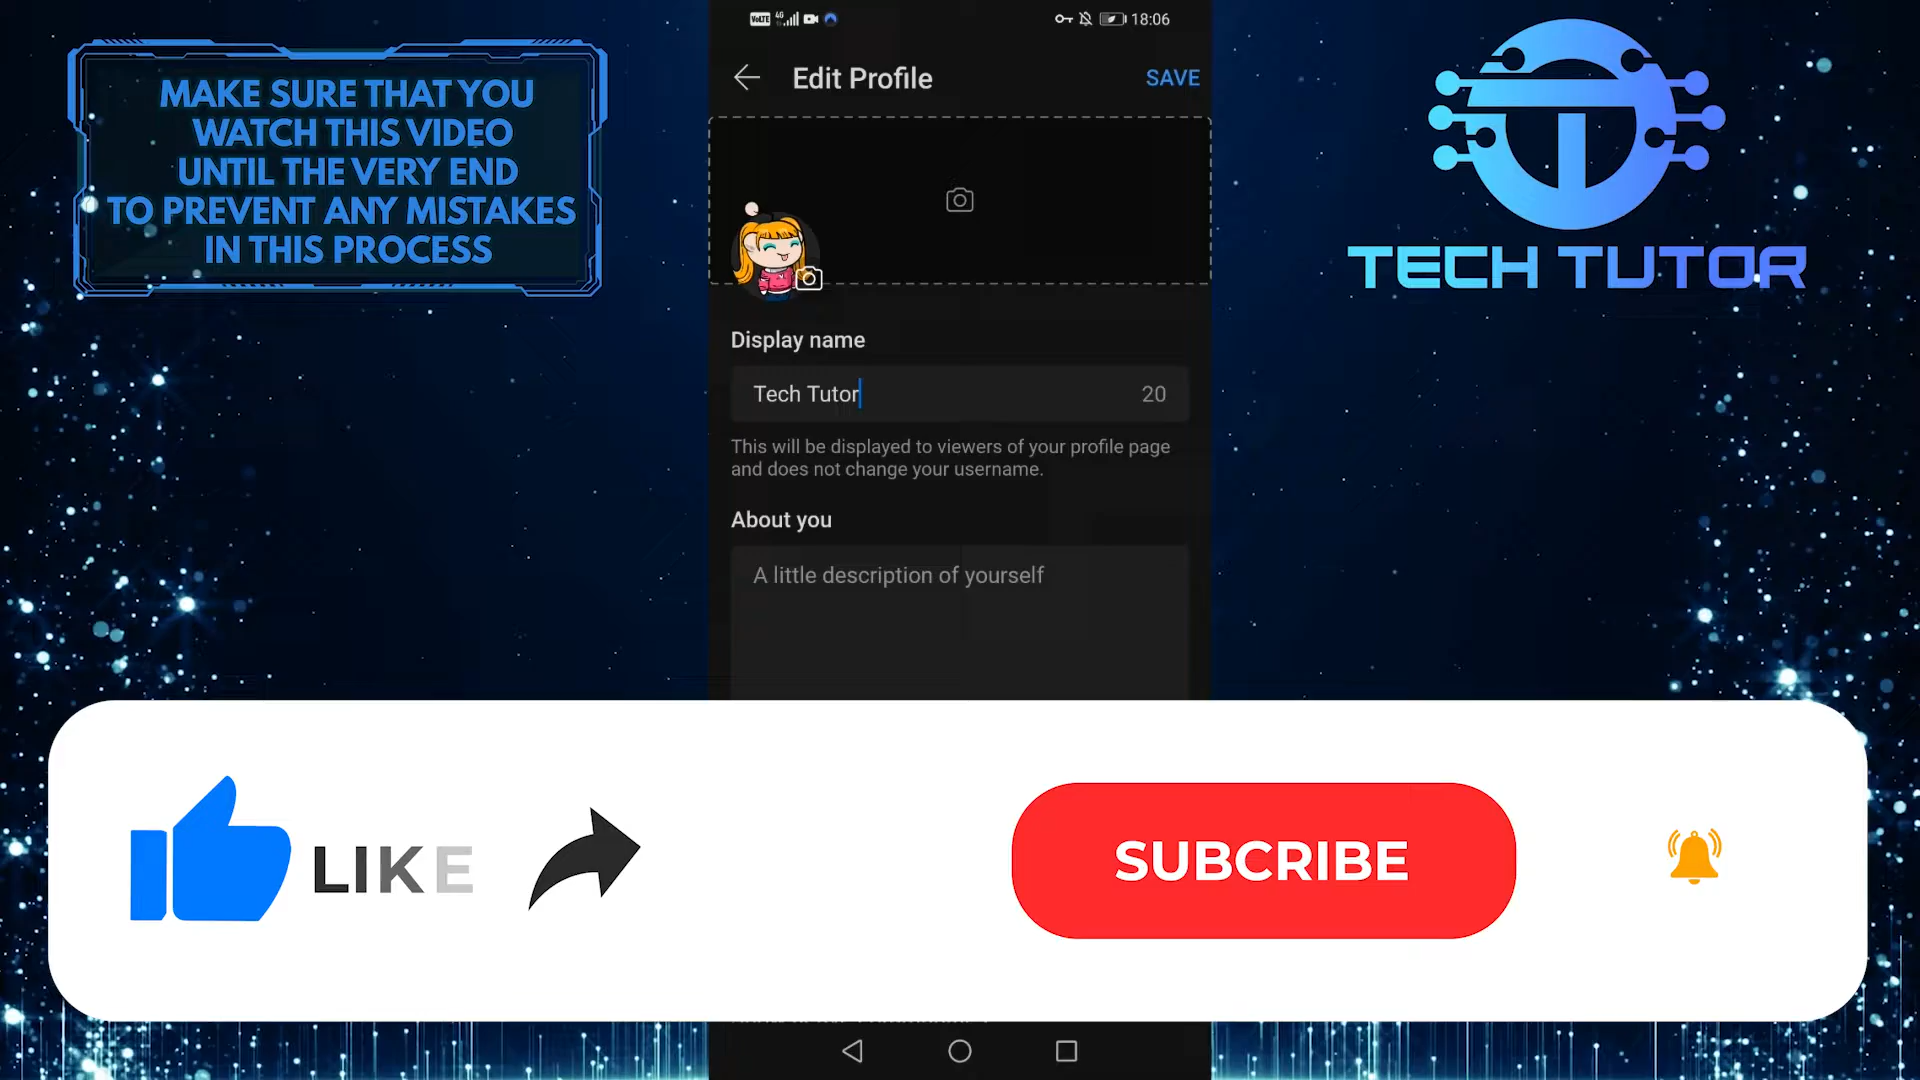 MAKE SURE THAT YOU
WATCH THIS VIDEO
UNTIL THE VERY END
TO PREVENT ANY MISTAKES
IN THIS PROCESS
VoLTE 4G 18:06
Edit Profile SAVE
TECH TUTOR
Display name
Tech Tutor 20
This will be displayed to viewers of your profile page
and does not change your username.
About you
A little description of yourself
LIKE
SUBCRIBE